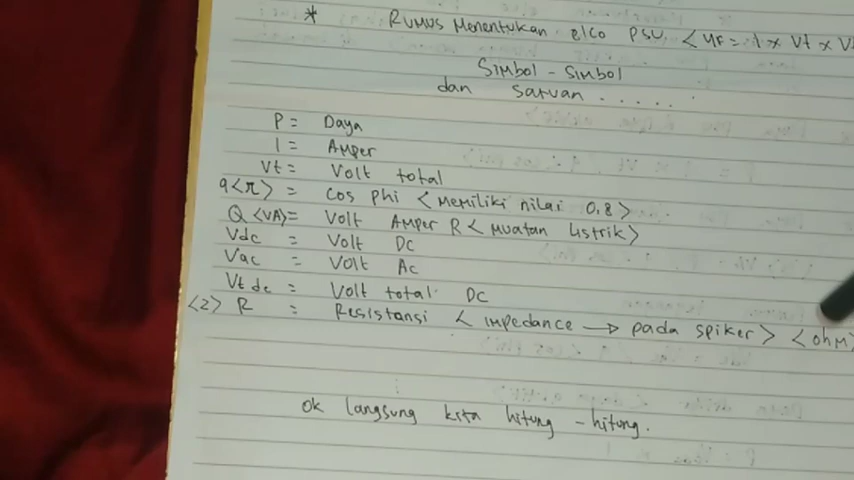 * RUMUS Menentukan elco PSU < UF = I x Vt x
Simbol - Simbol
dan Satuan . . . . .
P = Daya
I = AMper
Vt = Volt total
q<π> = Cos phi < Memiliki nilai 0,8 >
Q <VA> = Volt AMper R < Muatan listrik >
Vdc = Volt DC
Vac = Volt Ac
Vt dc = Volt total DC
<2> R = Resistansi < impedance → pada spiker > < ohM >
ok langsung kita hitung - hitung.